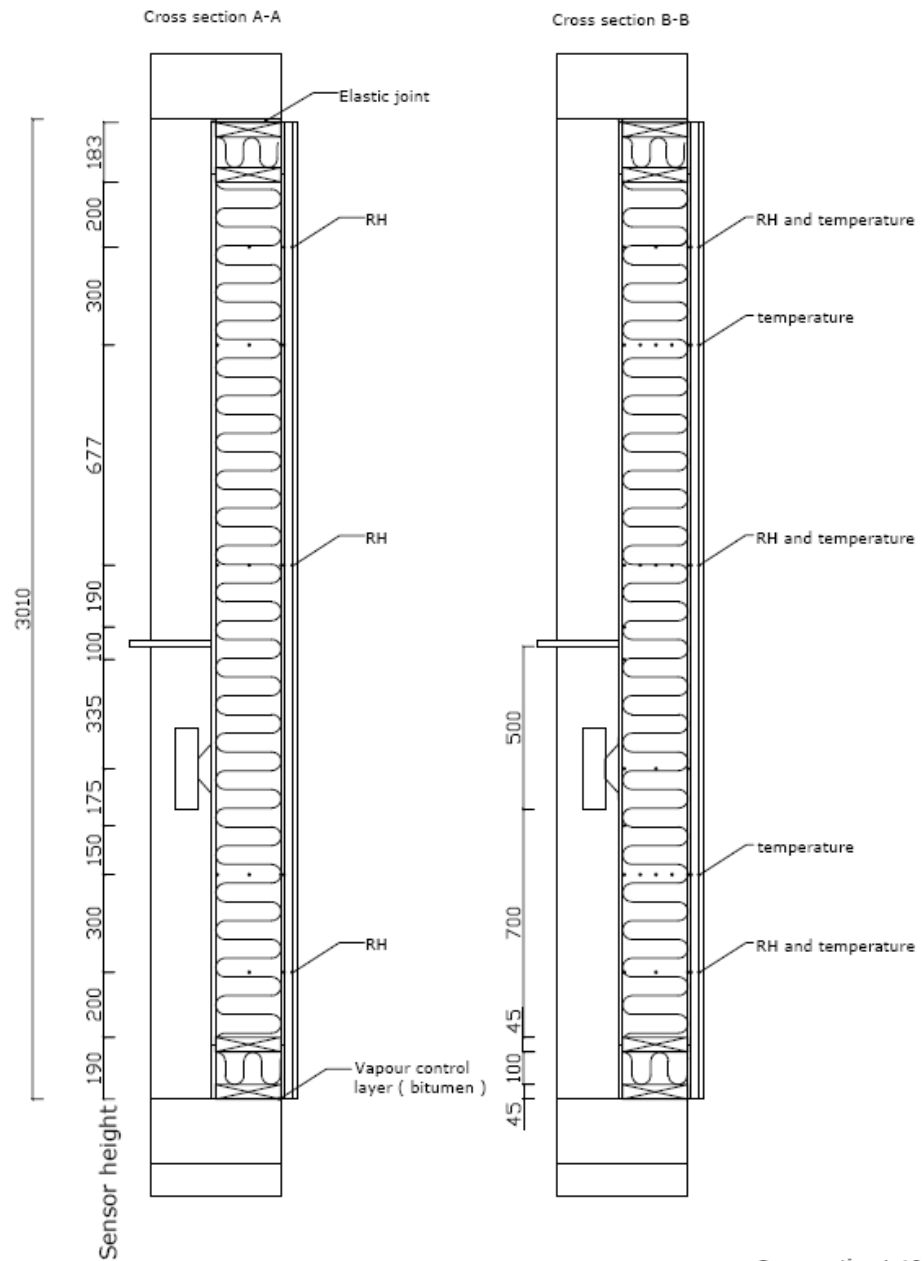 Cross section A-A
Cross section B-B
Elastic joint
183
200
RH
RH and temperature
300
temperature
677
RH
RH and temperature
190
3010
100
335
500
175
150
temperature
300
700
RH
RH and temperature
200
45
190
100
Vapour control
layer ( bitumen )
45
Sensor height